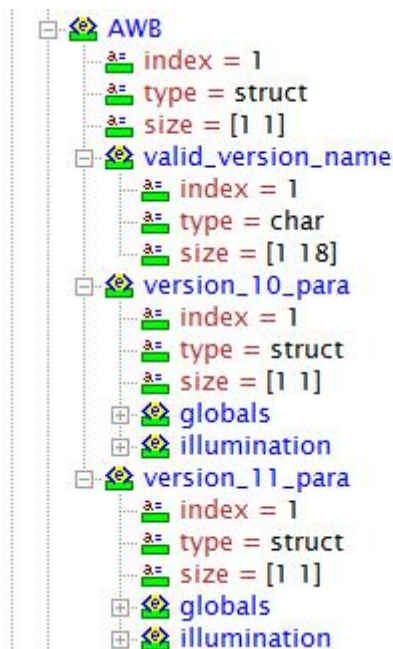 AWB
index = 1
type = struct
size = [1 1]
valid_version_name
index = 1
type = char
size = [1 18]
version_10_para
index = 1
type = struct
size = [1 1]
globals
illumination
version_11_para
index = 1
type = struct
size = [1 1]
globals
illumination